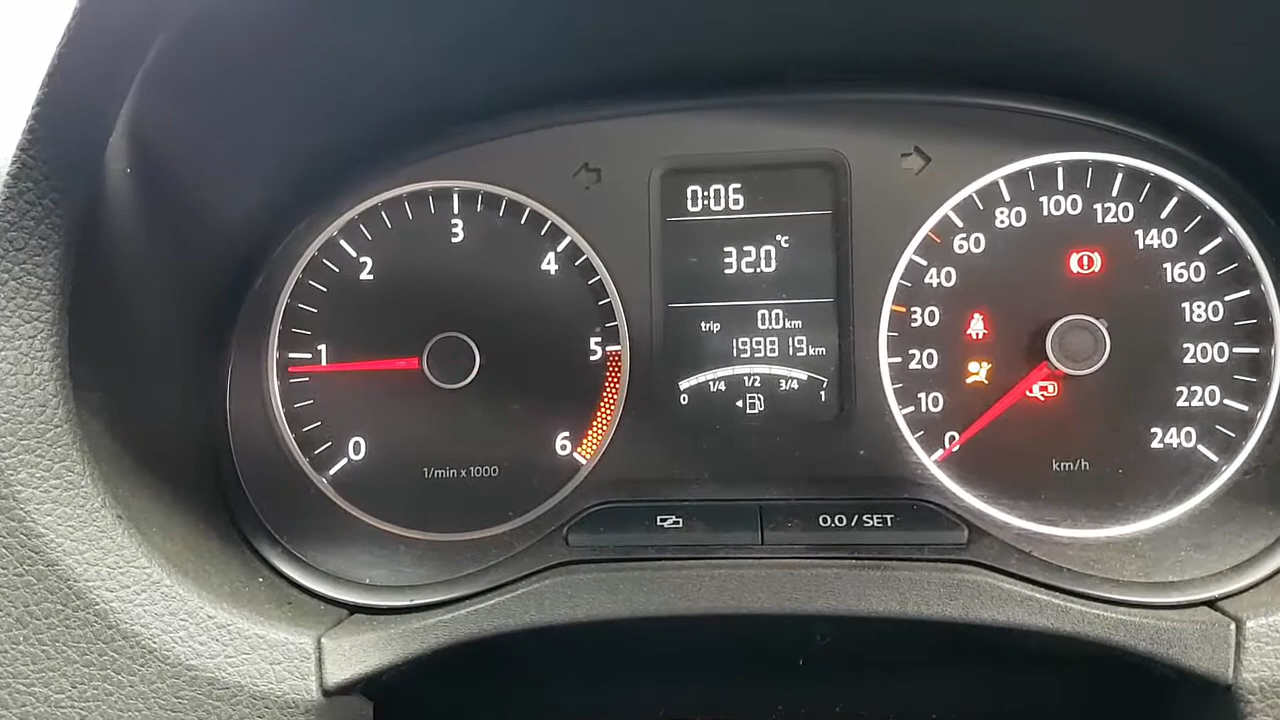 0:06
32.0°C
trip 0.0 km
199819 km
0 1/4 1/2 3/4 1
0 1 2 3 4 5 6
1/min x 1000
0 10 20 30 40 60 80 100 120 140 160 180 200 220 240
km/h
0.0 / SET